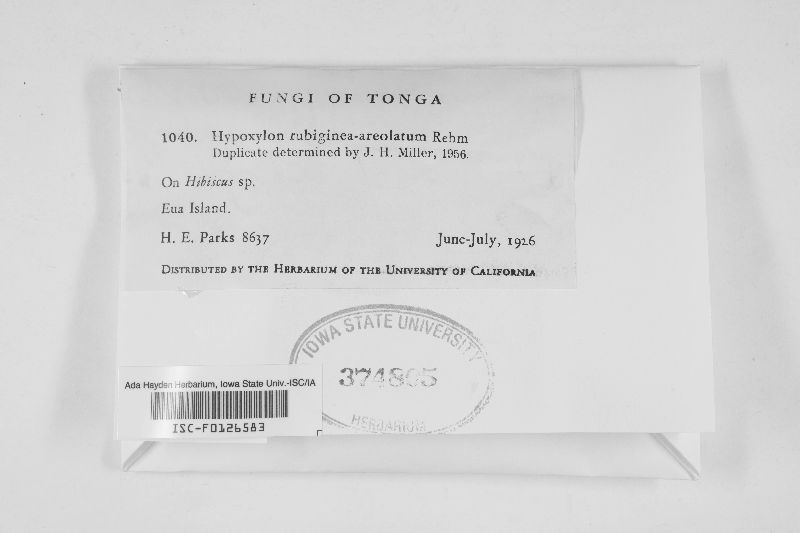 FUNGI OF TONGA
1040. Hypoxylon rubiginea-areolatum Rehm
Duplicate determined by J. H. Miller, 1956.
On Hibiscus sp.
Eua Island.
H. E. Parks 8637 June-July, 1926
DISTRIBUTED BY THE HERBARIUM OF THE UNIVERSITY OF CALIFORNIA
IOWA STATE UNIVERSITY
374805
HERBARIUM
Ada Hayden Herbarium, Iowa State Univ.-ISC/IA
ISC-F0126583